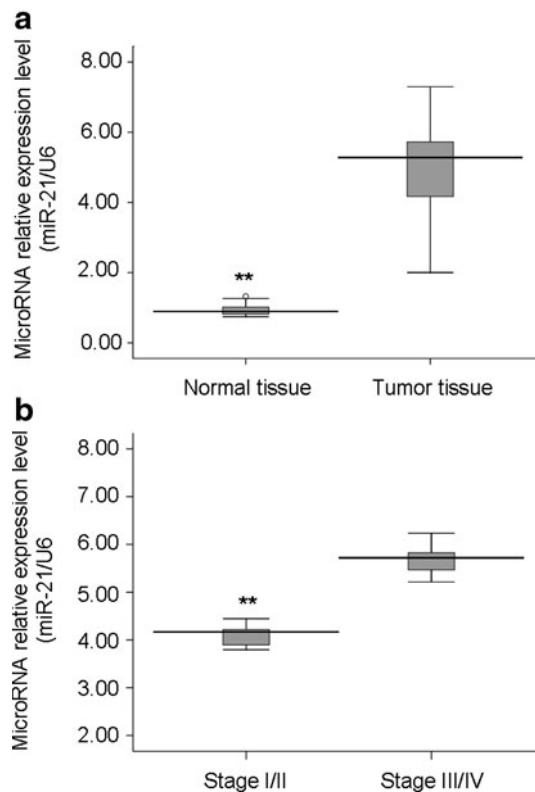 a
MicroRNA relative expression level
(miR-21/U6
8.00
6.00
4.00
2.00
0.00
**
Normal tissue
Tumor tissue
b
MicroRNA relative expression level
(miR-21/U6
8.00
7.00
6.00
5.00
4.00
3.00
2.00
**
Stage I/II
Stage III/IV